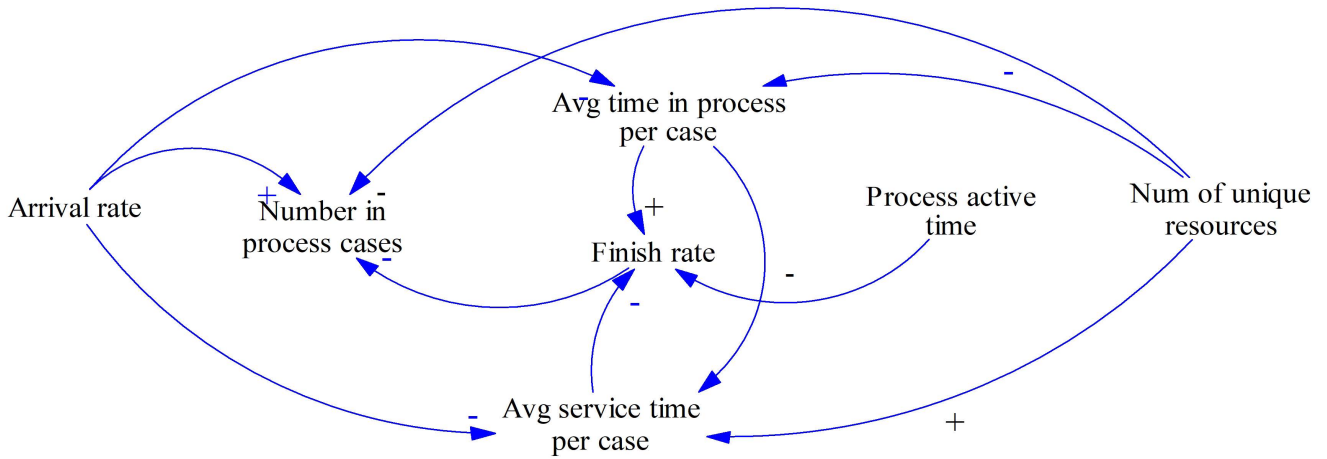 -
-
Avg time in process
per case
Arrival rate
+
-
Number in
process cases
+
Process active
time
Num of unique
resources
-
Finish rate
-
-
-
Avg service time
per case
+